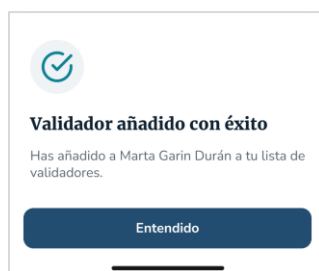 Validador añadido con éxito
Has añadido a Marta Garin Durán a tu lista de
validadores.
Entendido